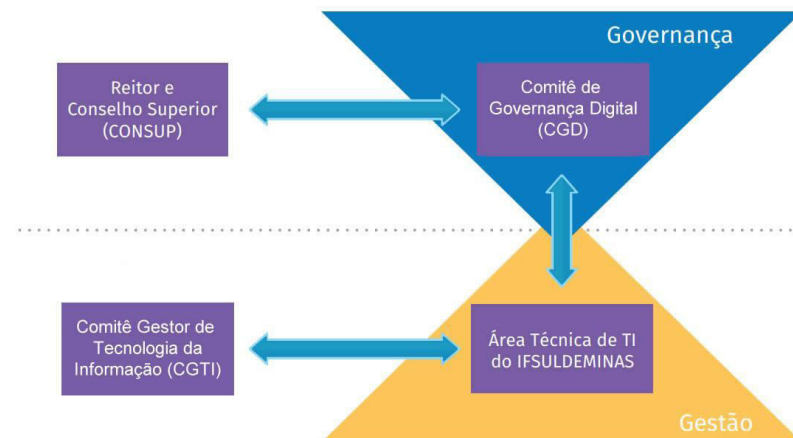 Governança
Reitor e
Conselho Superior
(CONSUP)
Comitê de
Governança Digital
(CGD)
Comitê Gestor de
Tecnologia da
Informação (CGTI)
Área Técnica de TI
do IFSULDEMINAS
Gestão